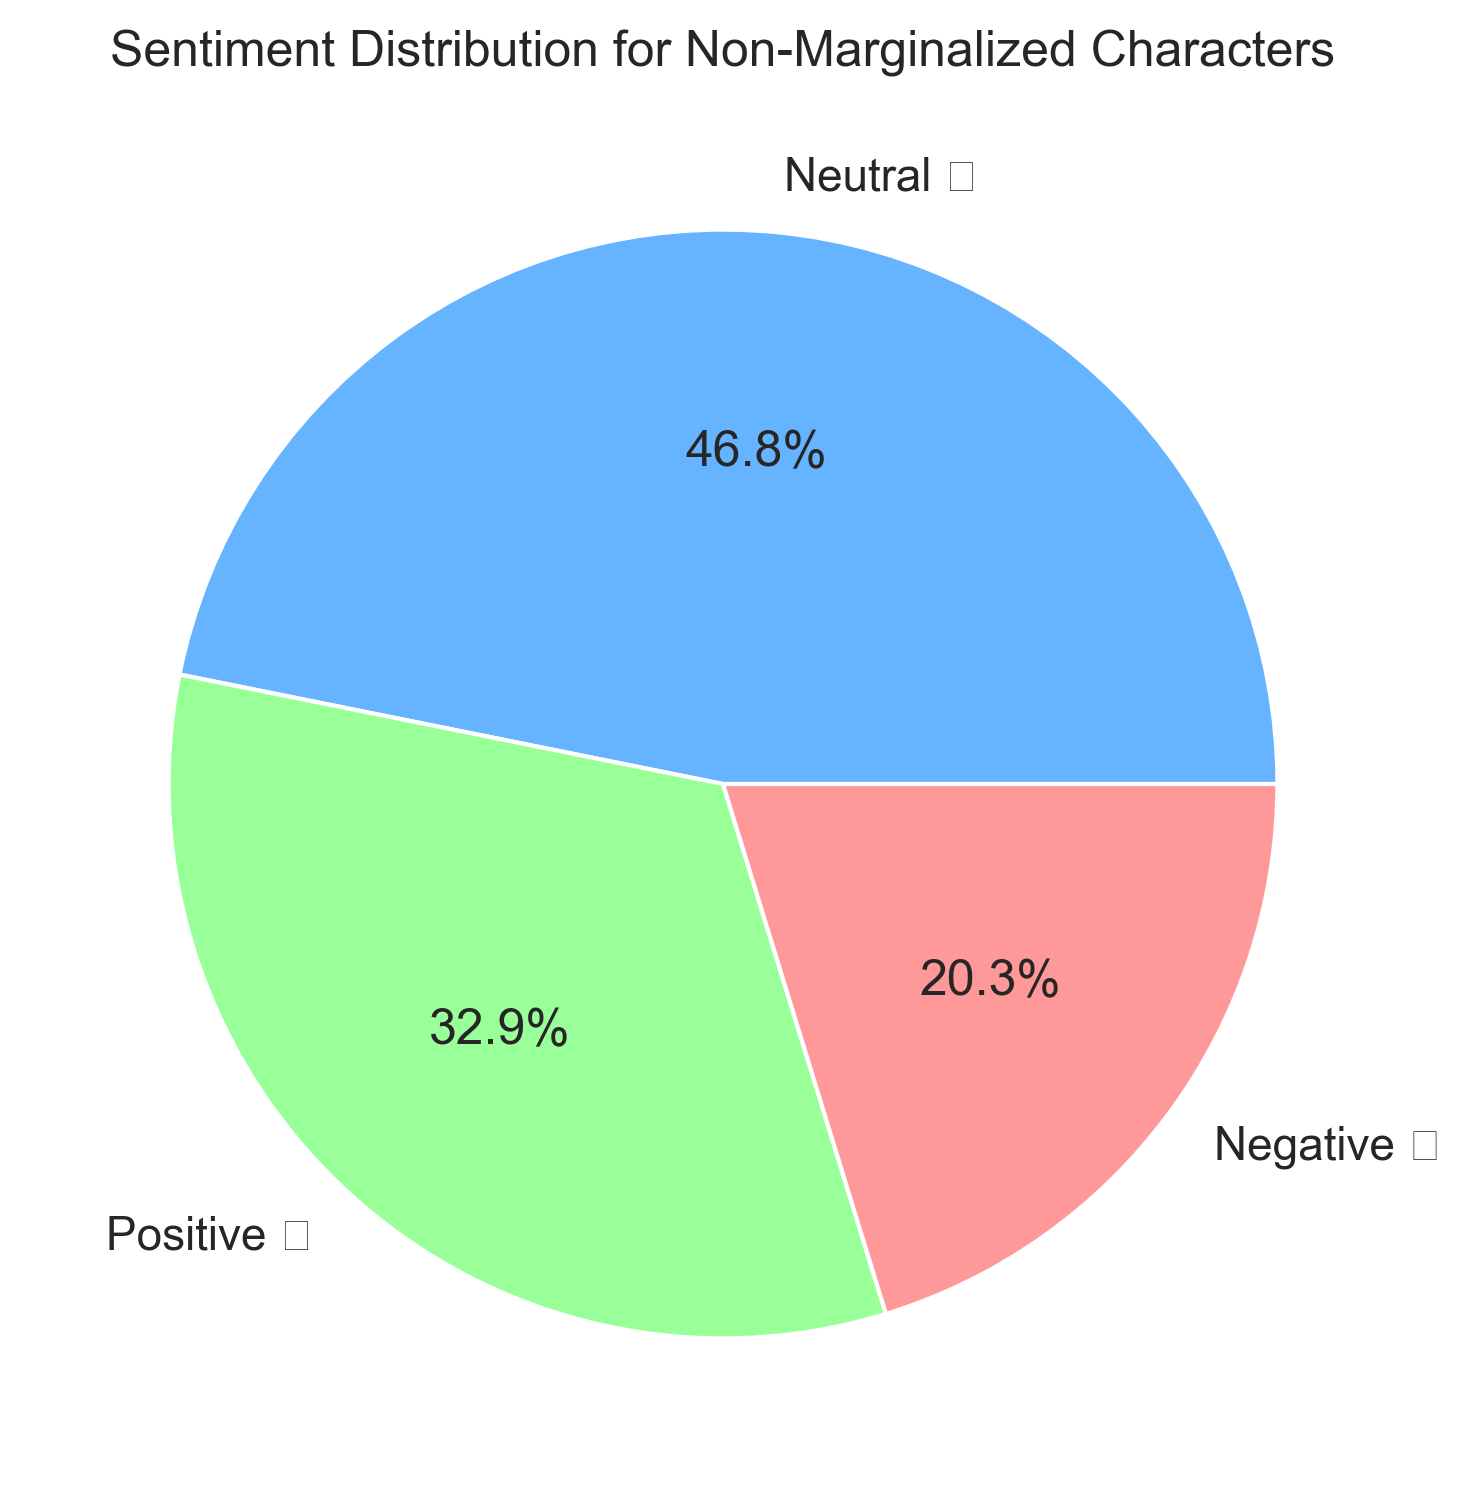 Sentiment Distribution for Non-Marginalized Characters
Neutral
46.8%
32.9%
20.3%
Negative
Positive